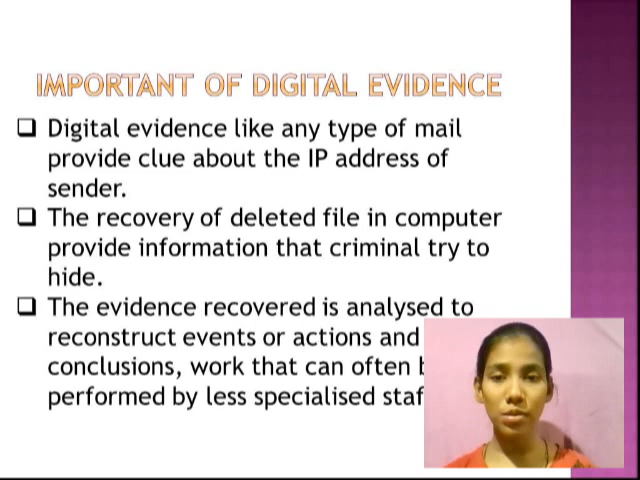 IMPORTANT OF DIGITAL EVIDENCE
❑ Digital evidence like any type of mail
provide clue about the IP address of
sender.
❑ The recovery of deleted file in computer
provide information that criminal try to
hide.
❑ The evidence recovered is analysed to
reconstruct events or actions and
conclusions, work that can often
performed by less specialised